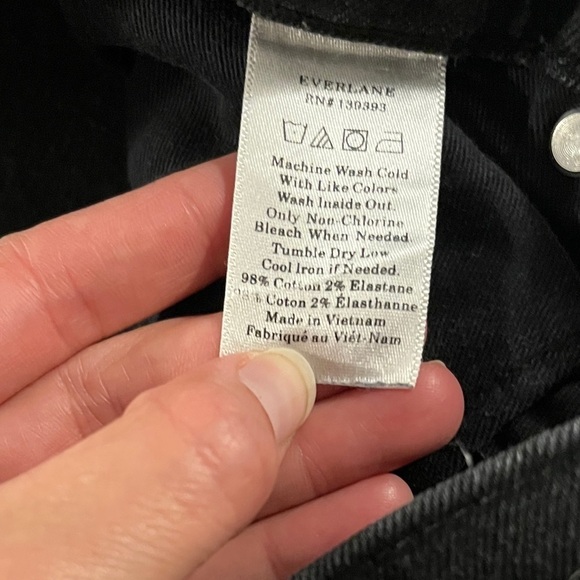 EVERLANE
RN# 139393
Machine Wash Cold
With Like Colors
Wash Inside Out
Only Non-Chlorine
Bleach When Needed
Tumble Dry Low
Cool Iron if Needed.
98% Cotton 2% Elastane
98% Coton 2% Élasthanne
Made in Vietnam
Fabriqué au Viêt-Nam